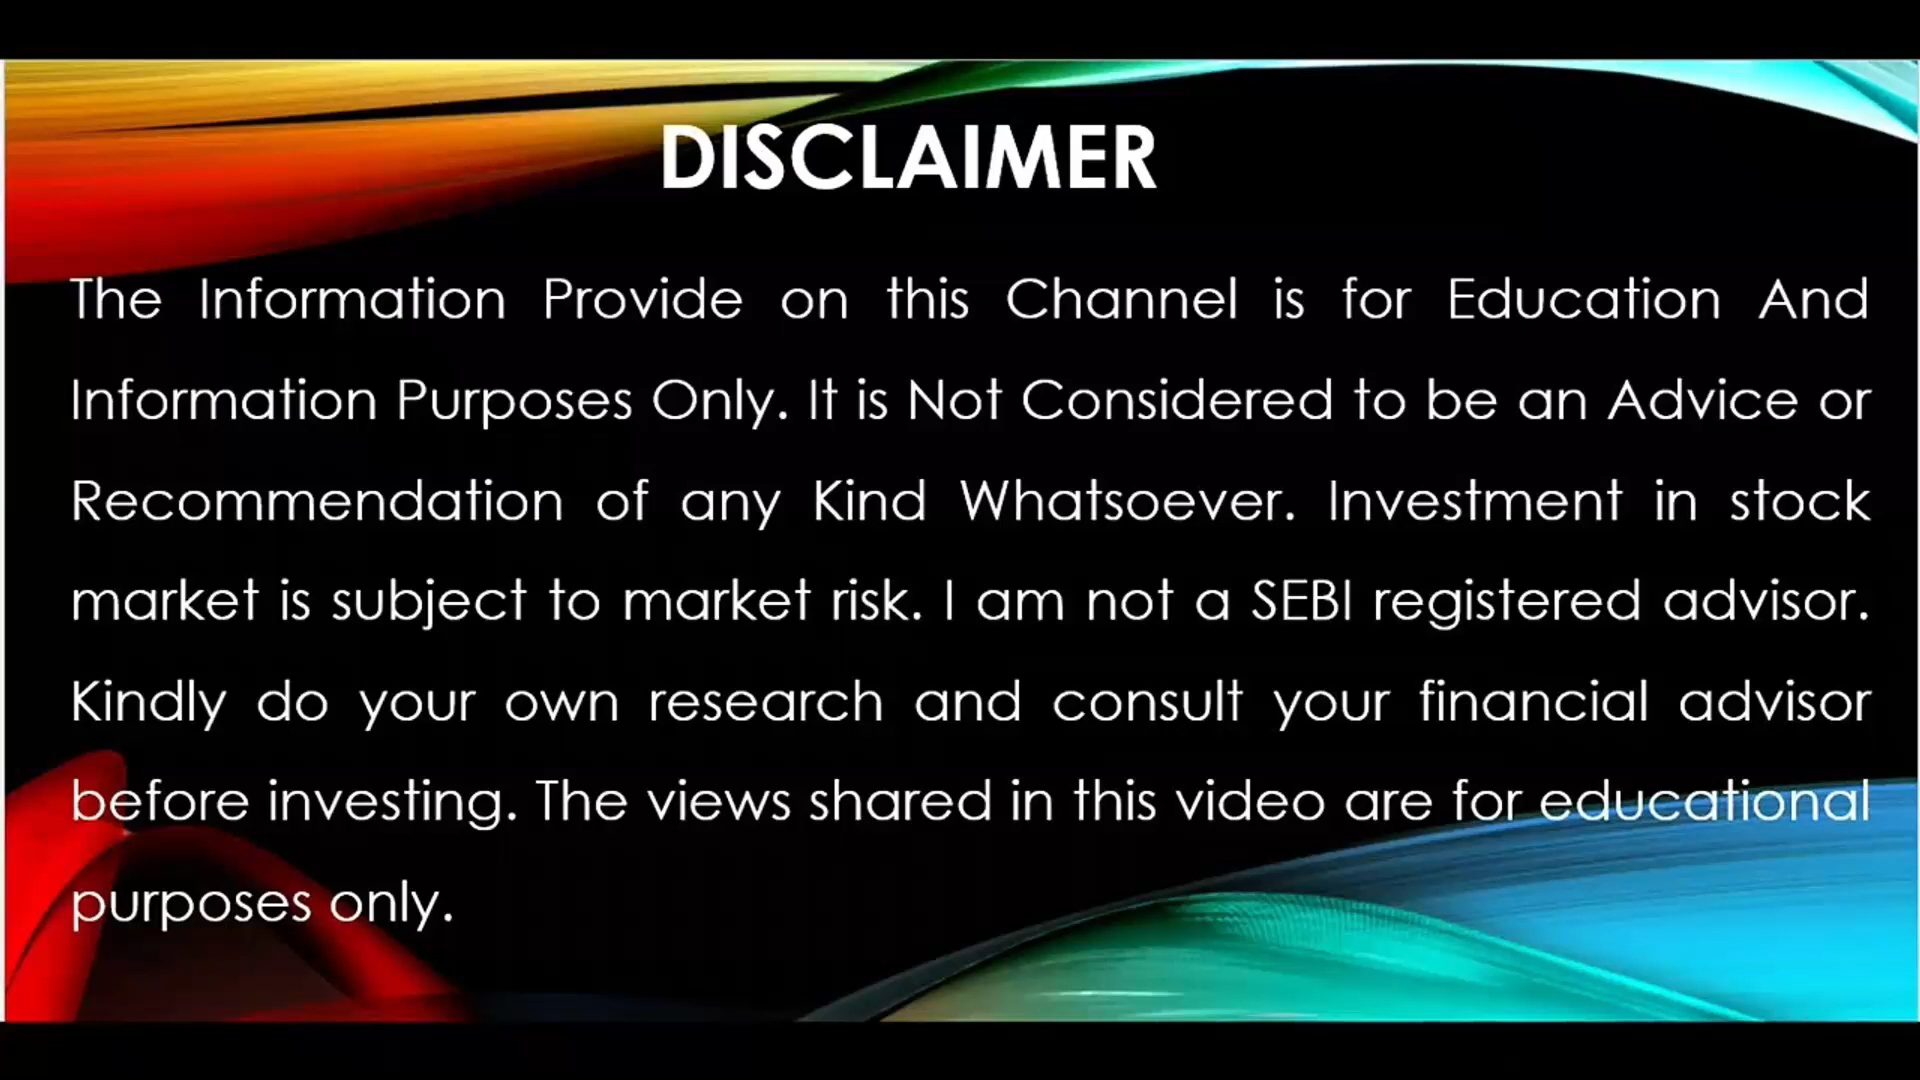 DISCLAIMER
The Information Provide on this Channel is for Education And
Information Purposes Only. It is Not Considered to be an Advice or
Recommendation of any Kind Whatsoever. Investment in stock
market is subject to market risk. I am not a SEBI registered advisor.
Kindly do your own research and consult your financial advisor
before investing. The views shared in this video are for educational
purposes only.